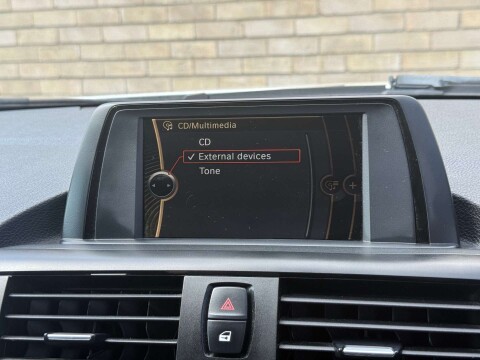 CD/Multimedia
CD
✓ External devices
Tone